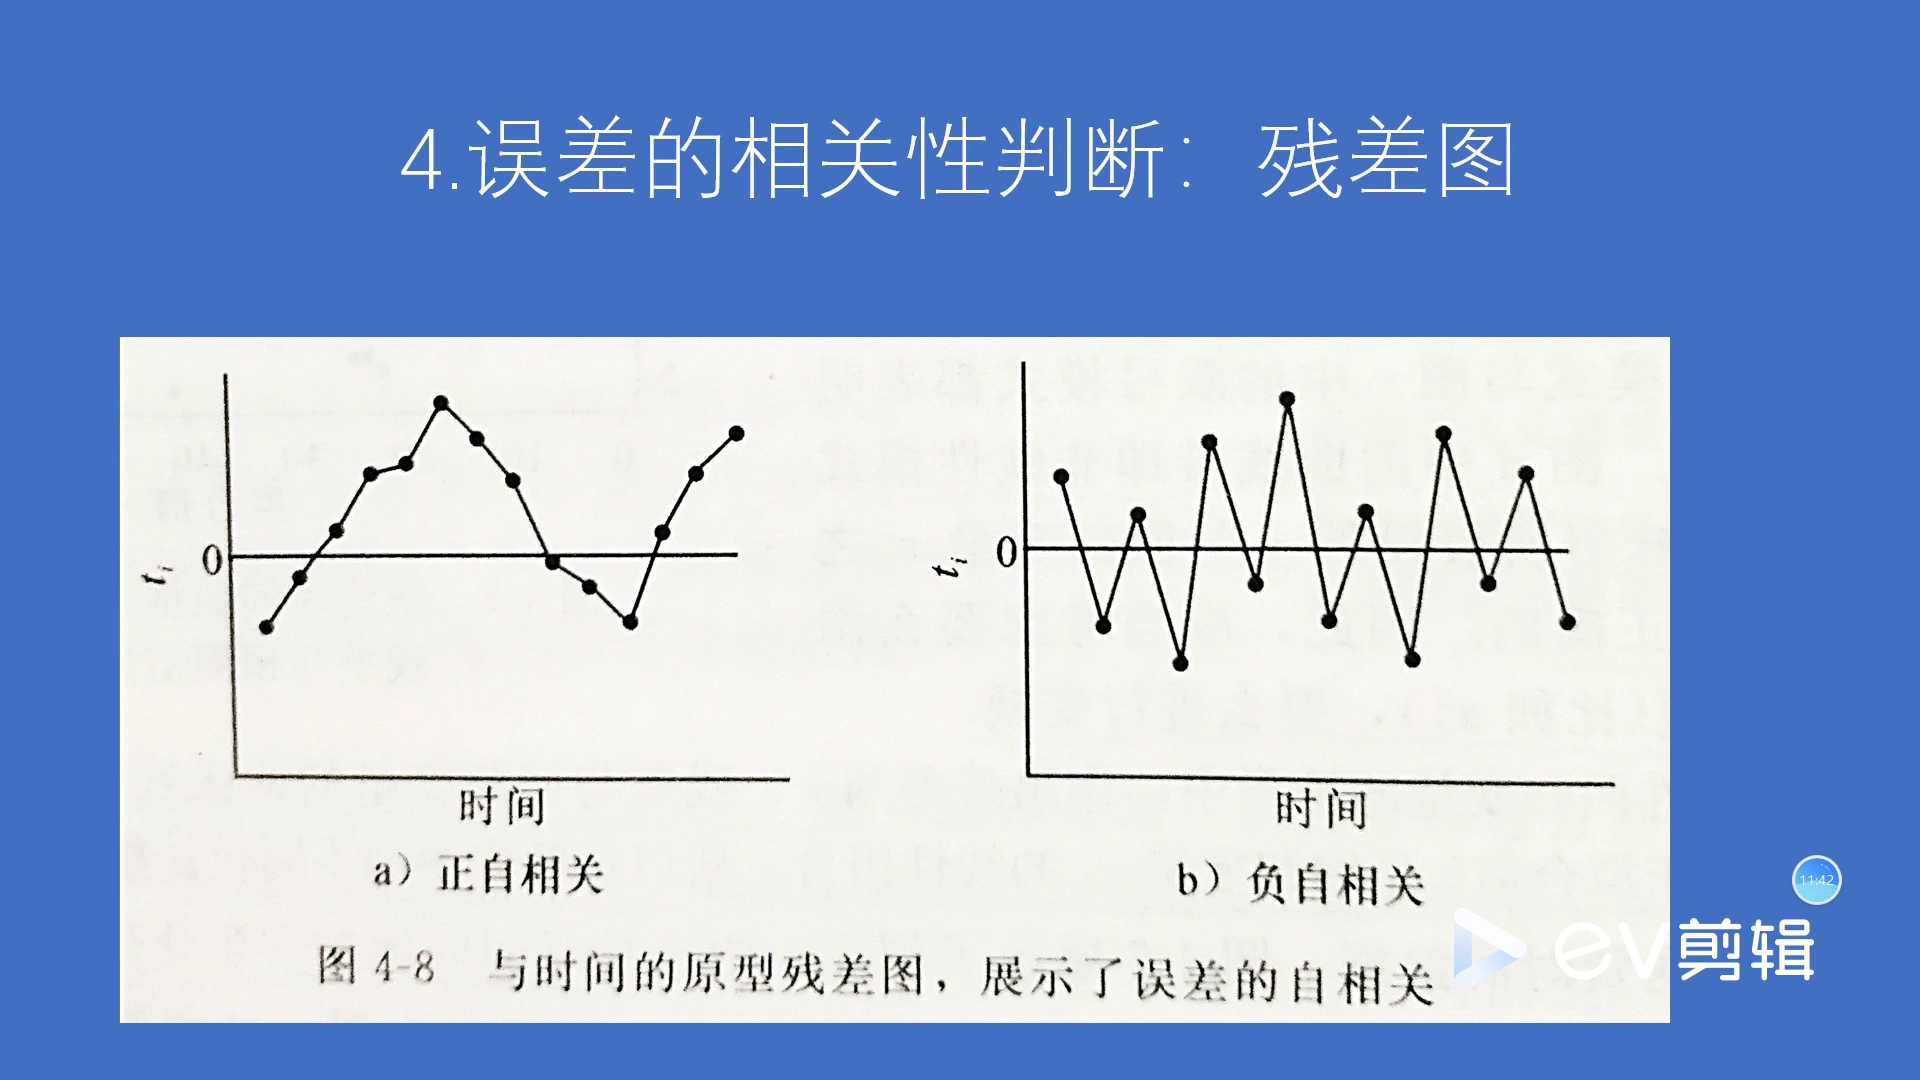 4.误差的相关性判断：残差图
0
tᵢ
时间
a）正自相关
0
tᵢ
时间
b）负自相关
图 4-8 与时间的原型残差图，展示了误差的自相关
11:42
ev剪辑